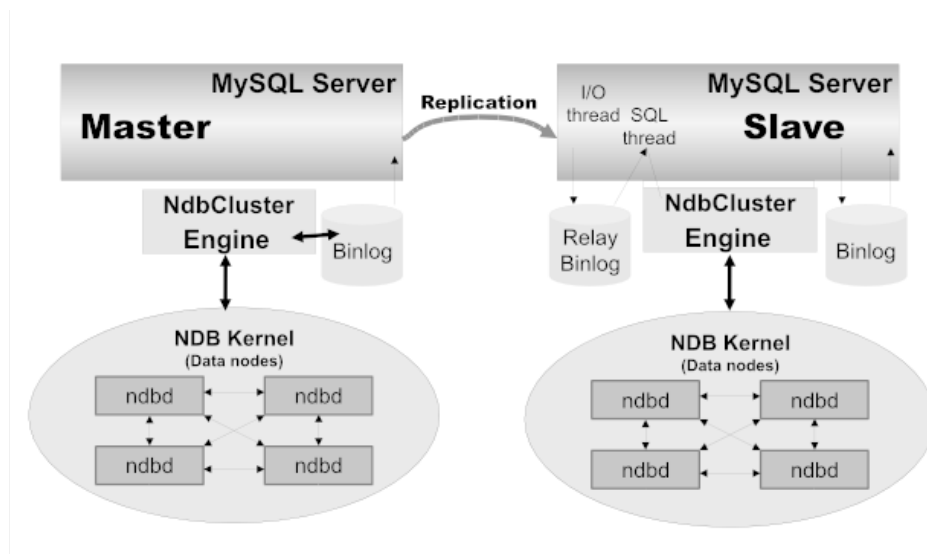 MySQL Server
Master
Replication
MySQL Server
I/O
thread
SQL
thread
Slave
NdbCluster
Engine
Binlog
Relay
Binlog
NdbCluster
Engine
Binlog
NDB Kernel
(Data nodes)
ndbd
ndbd
ndbd
ndbd
NDB Kernel
(Data nodes)
ndbd
ndbd
ndbd
ndbd